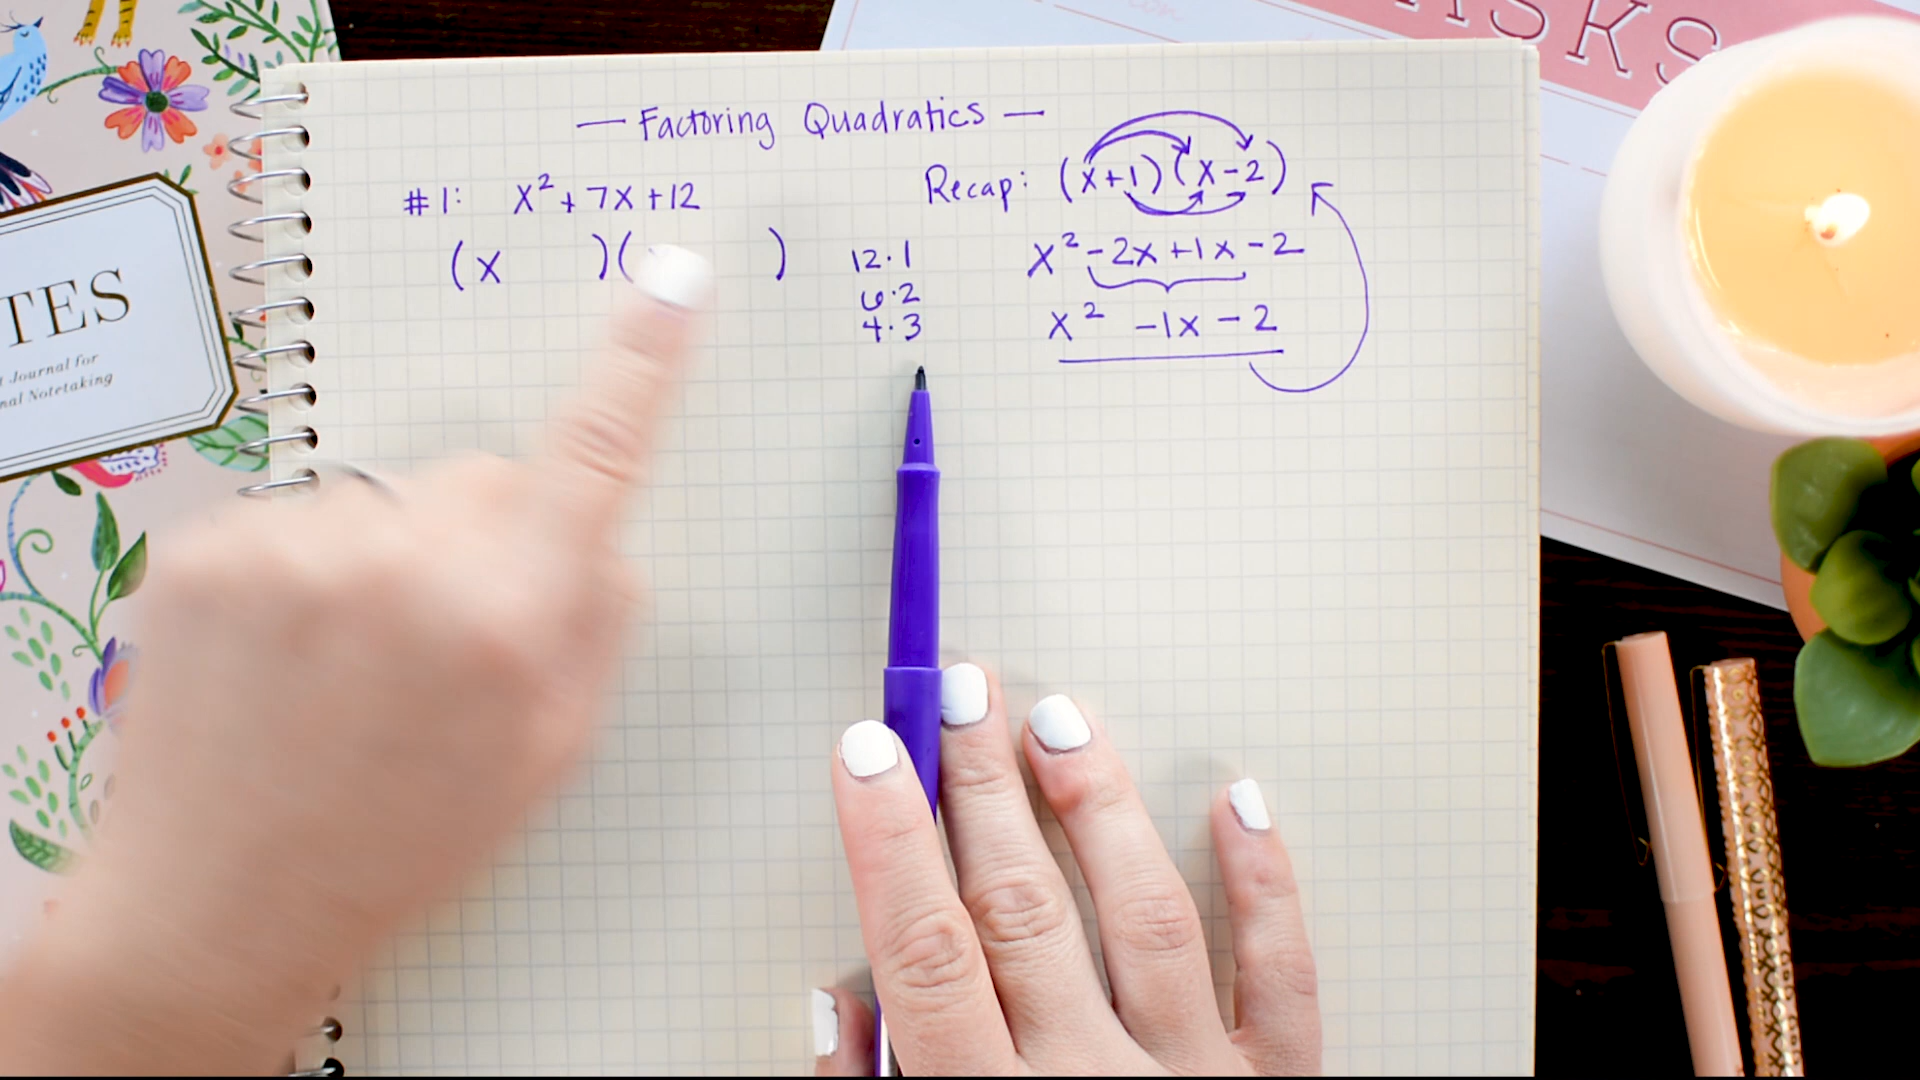 — Factoring Quadratics —
#1: x² + 7x + 12
(x )( )
12·1
6·2
4·3
Recap: (x+1)(x-2)
x² -2x +1x -2
x² -1x -2
TES
Journal for
Notetaking
SKS